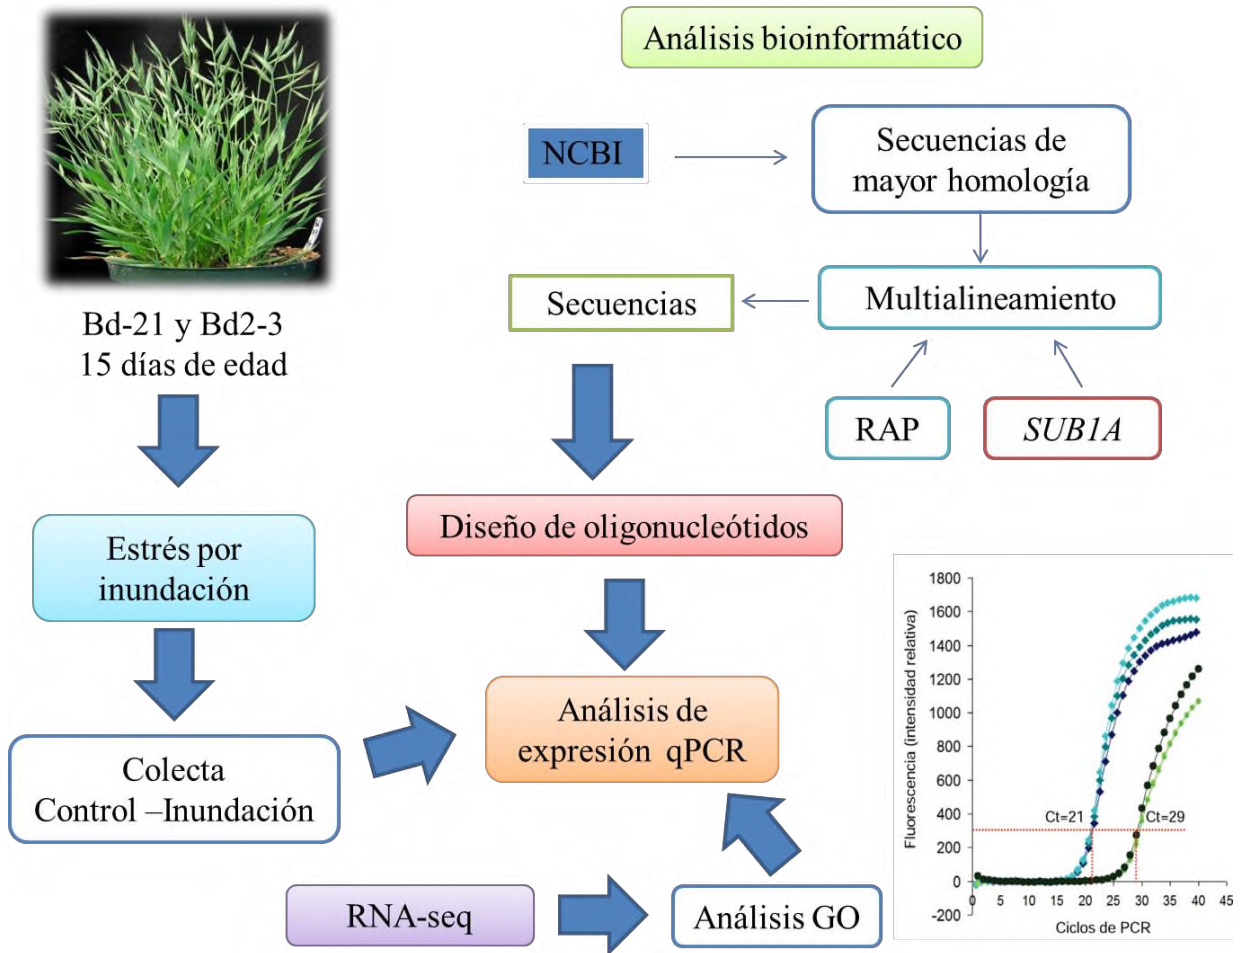 Análisis bioinformático
NCBI
Secuencias de
mayor homología
Secuencias
Multialineamiento
RAP
SUB1A
Bd-21 y Bd2-3
15 días de edad
Estrés por
inundación
Colecta
Control –Inundación
Diseño de oligonucleótidos
Análisis de
expresión qPCR
RNA-seq
Análisis GO
Fluorescencia (intensidad relativa)
1800
1600
1400
1200
1000
800
600
400
200
0
-200
Ct=21
Ct=29
0 5 10 15 20 25 30 35 40 45
Ciclos de PCR